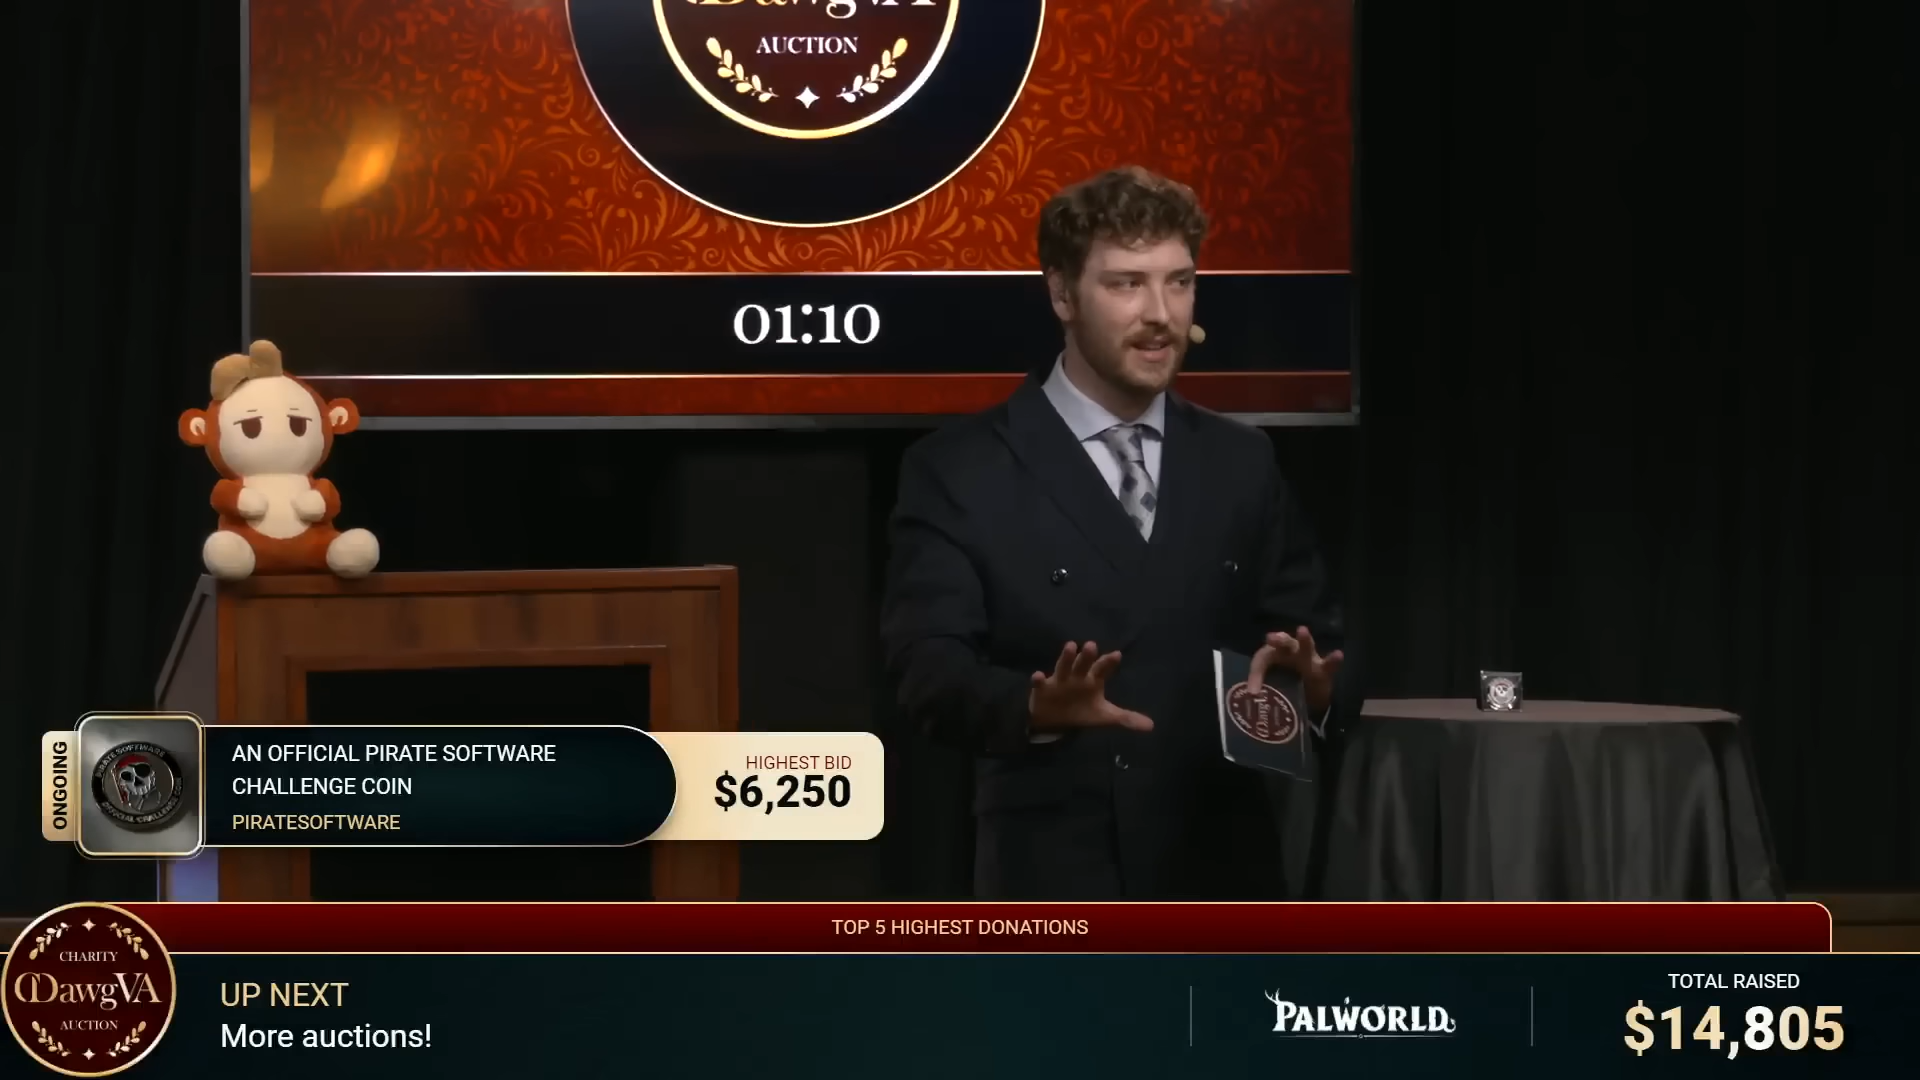 AUCTION
01:10
ONGOING
AN OFFICIAL PIRATE SOFTWARE
CHALLENGE COIN
PIRATESOFTWARE
HIGHEST BID
$6,250
TOP 5 HIGHEST DONATIONS
CHARITY
CDawgVA
AUCTION
UP NEXT
More auctions!
PALWORLD
TOTAL RAISED
$14,805